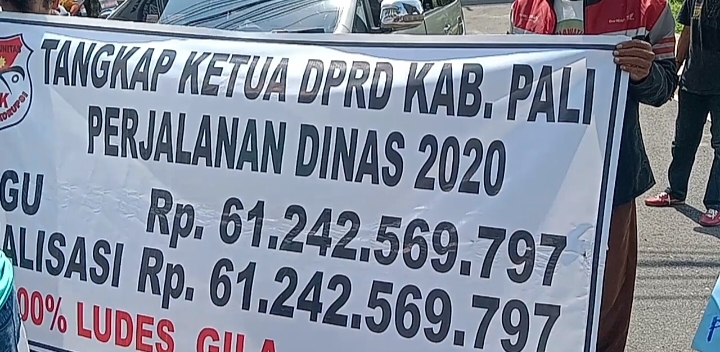 TANGKAP KETUA DPRD KAB. PALI
PERJALANAN DINAS 2020
GU Rp. 61.242.569.797
ALISASI Rp. 61.242.569.797
00% LUDES GILA